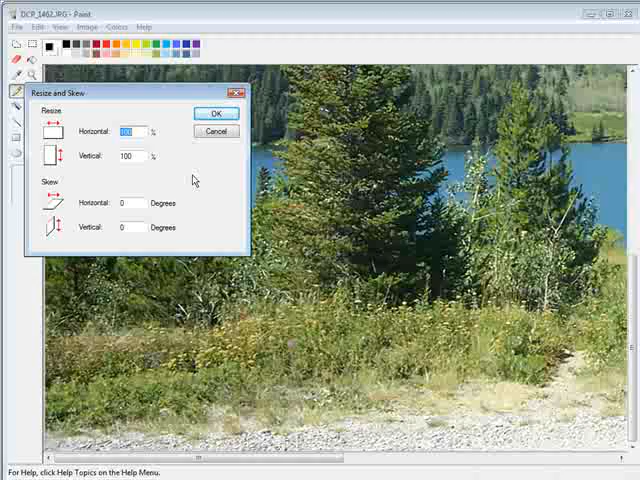 DCP_1462.JPG - Paint
File Edit View Image Colors Help
Resize and Skew
Resize
Horizontal: 100 %
Vertical: 100 %
OK
Cancel
Skew
Horizontal: 0 Degrees
Vertical: 0 Degrees
For Help, click Help Topics on the Help Menu.